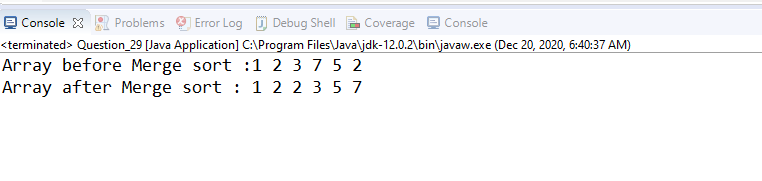 Console Problems Error Log Debug Shell Coverage Console
<terminated> Question_29 [Java Application] C:\Program Files\Java\jdk-12.0.2\bin\javaw.exe (Dec 20, 2020, 6:40:37 AM)
Array before Merge sort :1 2 3 7 5 2
Array after Merge sort : 1 2 2 3 5 7